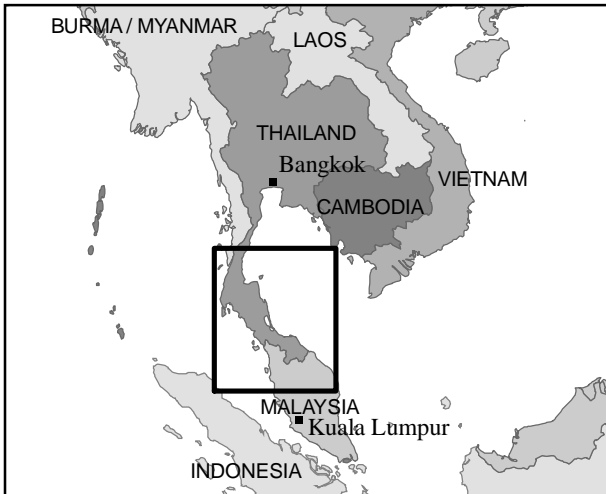 BURMA / MYANMAR
LAOS
THAILAND
Bangkok
VIETNAM
CAMBODIA
MALAYSIA
Kuala Lumpur
INDONESIA